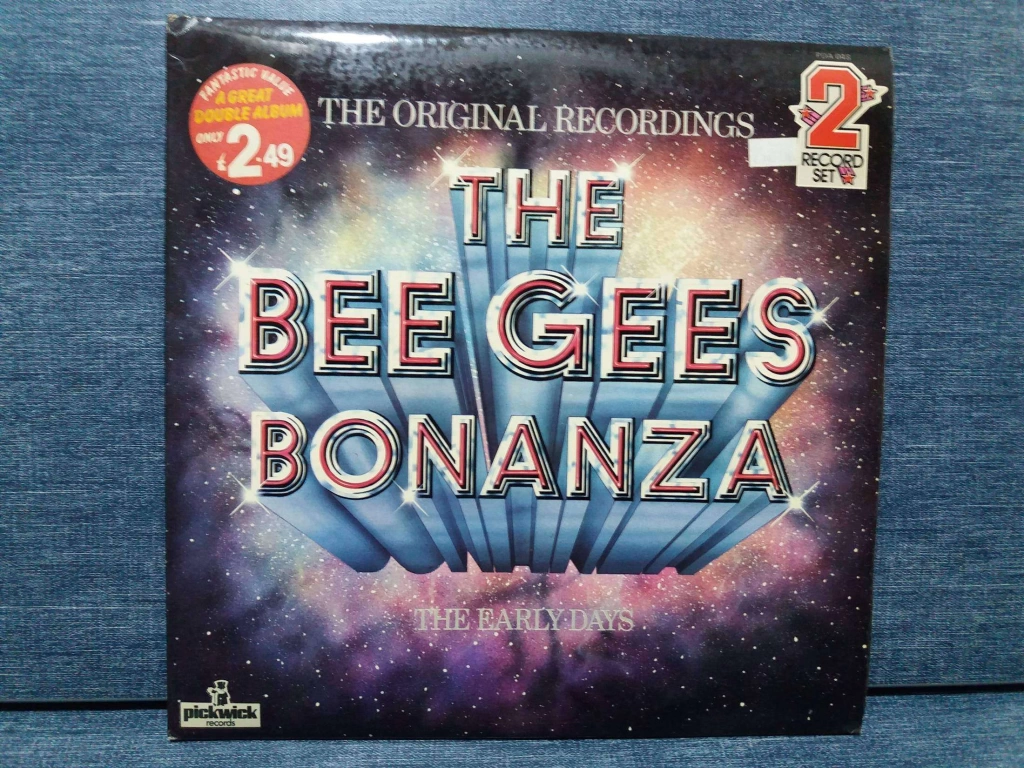 FANTASTIC VALUE
A GREAT
DOUBLE ALBUM
ONLY
£2.49
THE ORIGINAL RECORDINGS
2
RECORD
SET
THE
BEE GEES
BONANZA
THE EARLY DAYS
pickwick
records